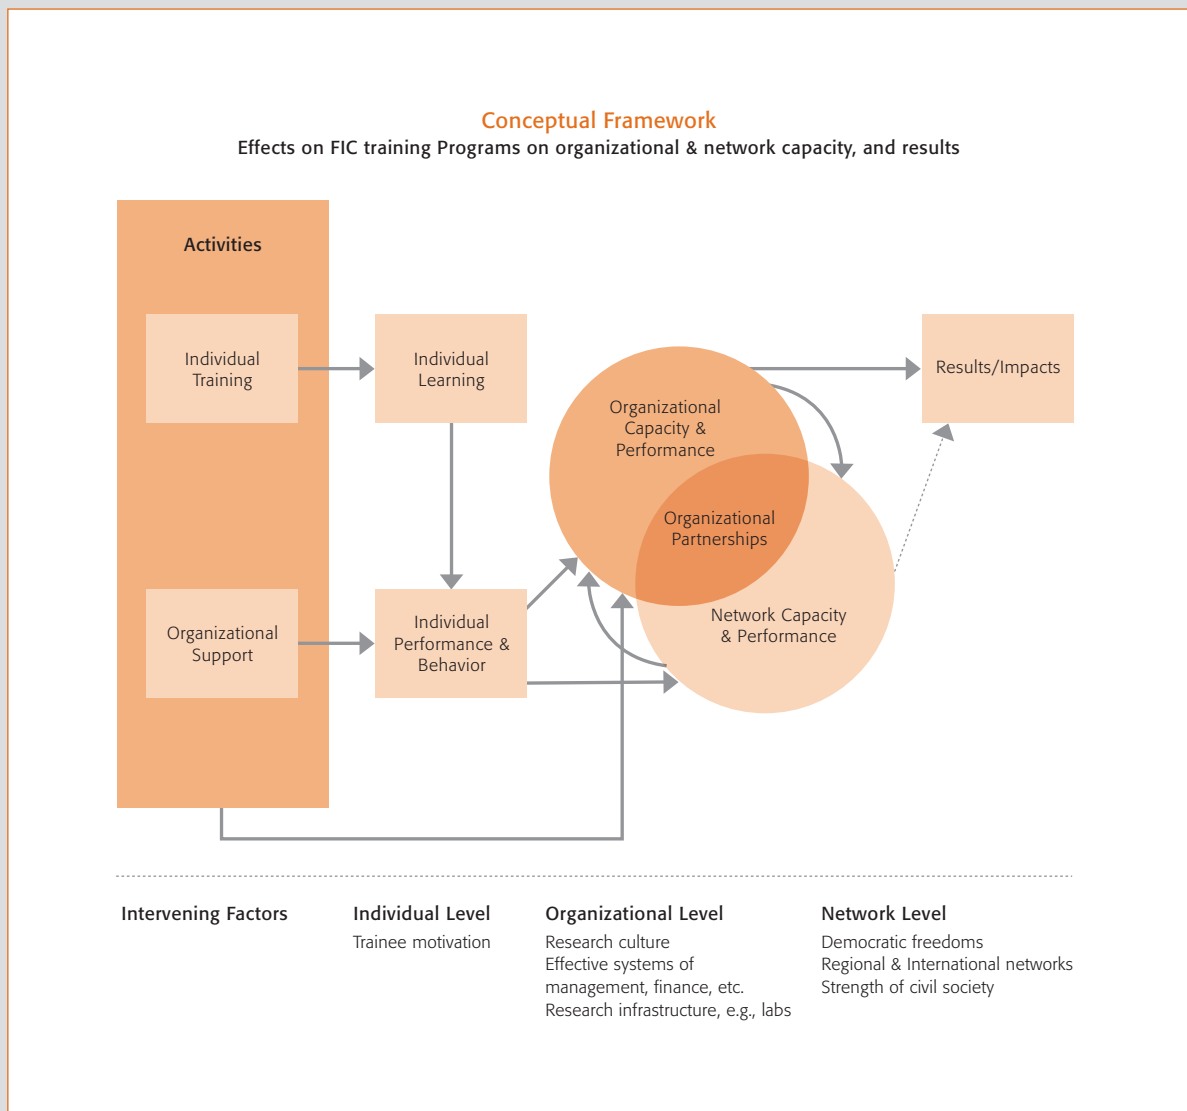 Conceptual Framework
Effects on FIC training Programs on organizational & network capacity, and results
Activities
Individual
Training
Individual
Learning
Organizational
Capacity &
Performance
Results/Impacts
Organizational
Partnerships
Organizational
Support
Individual
Performance &
Behavior
Network Capacity
& Performance
Intervening Factors
Individual Level
Trainee motivation
Organizational Level
Research culture
Effective systems of
management, finance, etc.
Research infrastructure, e.g., labs
Network Level
Democratic freedoms
Regional & International networks
Strength of civil society